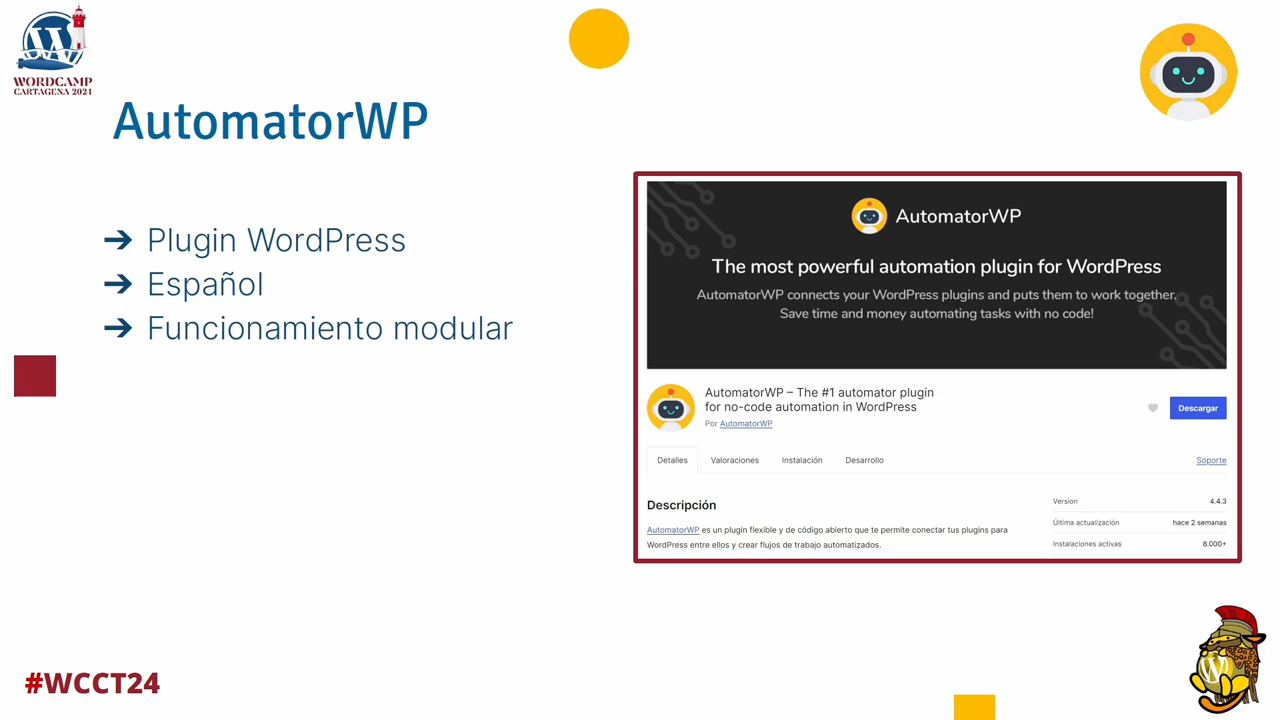 WORDCAMP
CARTAGENA 2024
AutomatorWP
➔ Plugin WordPress
➔ Español
➔ Funcionamiento modular
AutomatorWP
The most powerful automation plugin for WordPress
AutomatorWP connects your WordPress plugins and puts them to work together.
Save time and money automating tasks with no code!
AutomatorWP – The #1 automator plugin
for no-code automation in WordPress
Por AutomatorWP
Descargar
Detalles Valoraciones Instalación Desarrollo Soporte
Descripción
AutomatorWP es un plugin flexible y de código abierto que te permite conectar tus plugins para
WordPress entre ellos y crear flujos de trabajo automatizados.
Version 4.4.3
Última actualización hace 2 semanas
Instalaciones activas 8.000+
#WCCT24